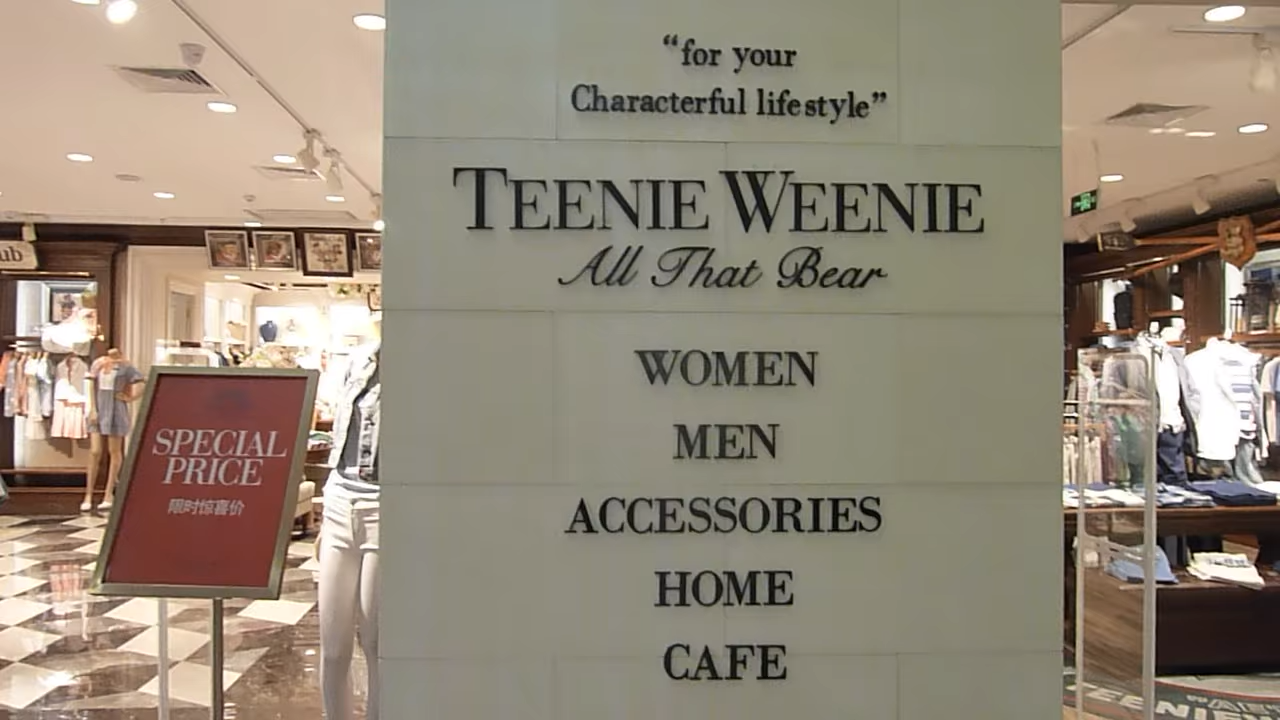 “for your
Characterful lifestyle”
TEENIE WEENIE
All That Bear
WOMEN
MEN
ACCESSORIES
HOME
CAFE
SPECIAL
PRICE
限时惊喜价
ub